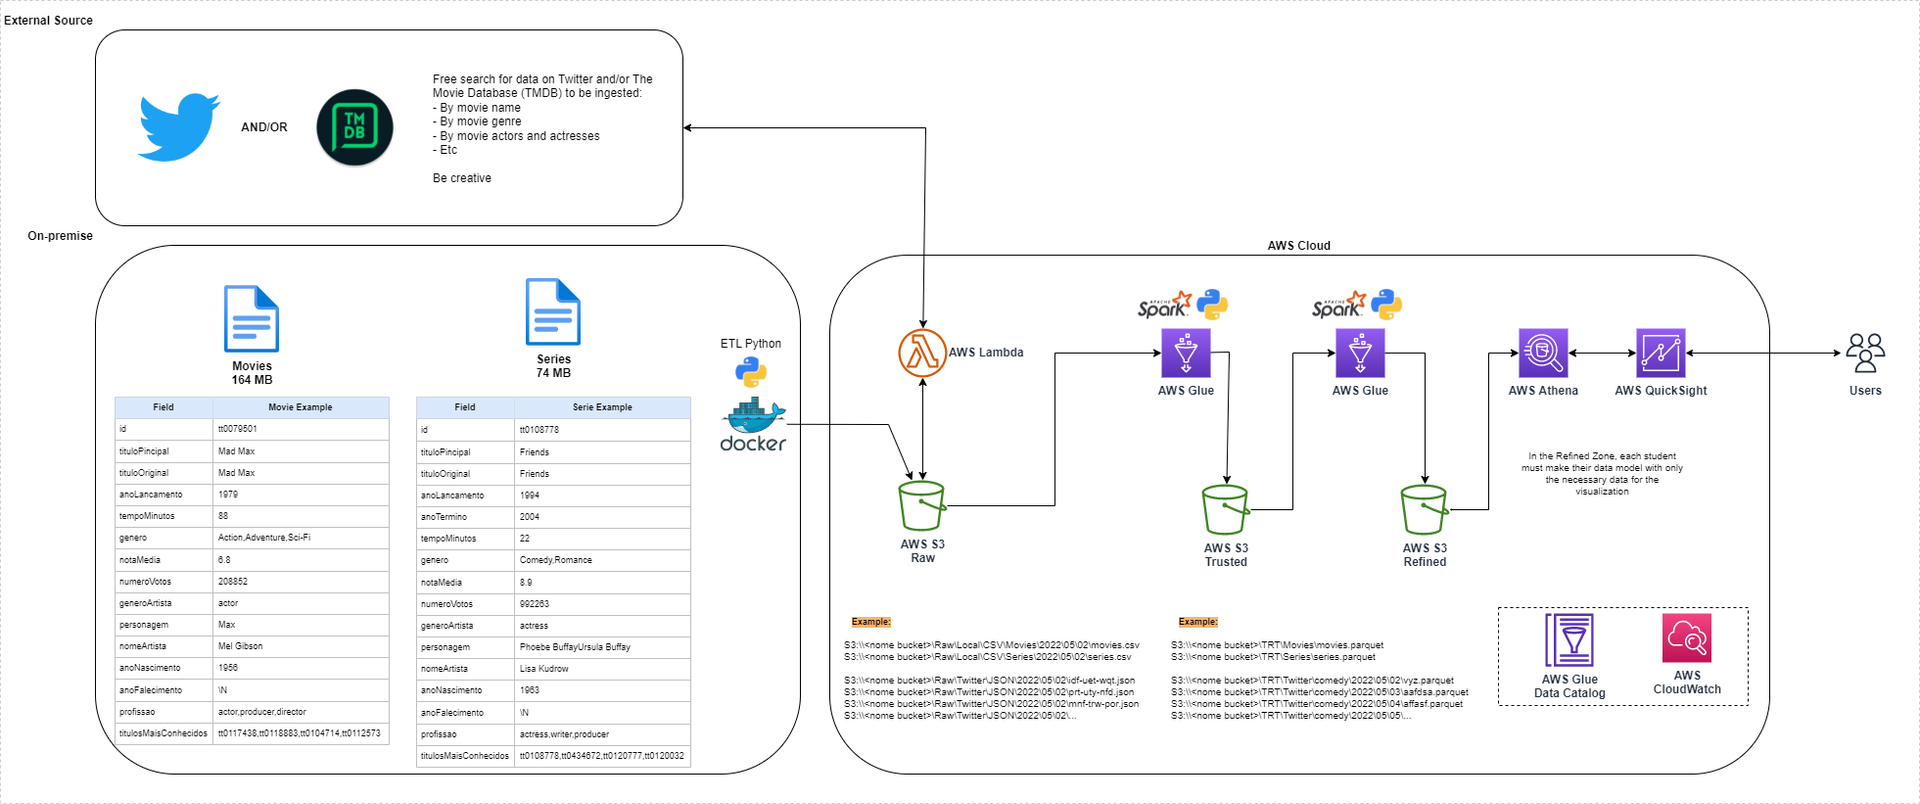 External Source
AND/OR
TM
DB
Free search for data on Twitter and/or The
Movie Database (TMDB) to be ingested:
- By movie name
- By movie genre
- By movie actors and actresses
- Etc
Be creative
On-premise
Movies
164 MB
Field Movie Example
id tt0079501
tituloPincipal Mad Max
tituloOriginal Mad Max
anoLancamento 1979
tempoMinutos 88
genero Action,Adventure,Sci-Fi
notaMedia 6.8
numeroVotos 208852
generoArtista actor
personagem Max
nomeArtista Mel Gibson
anoNascimento 1956
anoFalecimento \N
profissao actor,producer,director
titulosMaisConhecidos tt0117438,tt0118883,tt0104714,tt0112573
Series
74 MB
Field Serie Example
id tt0108778
tituloPincipal Friends
tituloOriginal Friends
anoLancamento 1994
anoTermino 2004
tempoMinutos 22
genero Comedy,Romance
notaMedia 8.9
numeroVotos 992263
generoArtista actress
personagem Phoebe BuffayUrsula Buffay
nomeArtista Lisa Kudrow
anoNascimento 1963
anoFalecimento \N
profissao actress,writer,producer
titulosMaisConhecidos tt0108778,tt0434672,tt0120777,tt0120032
ETL Python
docker
AWS Cloud
AWS Lambda
AWS S3
Raw
APACHE
Spark
AWS Glue
AWS S3
Trusted
APACHE
Spark
AWS Glue
AWS S3
Refined
AWS Athena
AWS QuickSight
Users
In the Refined Zone, each student
must make their data model with only
the necessary data for the
visualization
Example:
S3:\\<nome bucket>\Raw\Local\CSV\Movies\2022\05\02\movies.csv
S3:\\<nome bucket>\Raw\Local\CSV\Series\2022\05\02\series.csv
S3:\\<nome bucket>\Raw\Twitter\JSON\2022\05\02\idf-uet-wqt.json
S3:\\<nome bucket>\Raw\Twitter\JSON\2022\05\02\prt-uty-nfd.json
S3:\\<nome bucket>\Raw\Twitter\JSON\2022\05\02\mnf-trw-por.json
S3:\\<nome bucket>\Raw\Twitter\JSON\2022\05\02\...
Example:
S3:\\<nome bucket>\TRT\Movies\movies.parquet
S3:\\<nome bucket>\TRT\Series\series.parquet
S3:\\<nome bucket>\TRT\Twitter\comedy\2022\05\02\vyz.parquet
S3:\\<nome bucket>\TRT\Twitter\comedy\2022\05\03\aafdsa.parquet
S3:\\<nome bucket>\TRT\Twitter\comedy\2022\05\04\affasf.parquet
S3:\\<nome bucket>\TRT\Twitter\comedy\2022\05\05\...
AWS Glue
Data Catalog
AWS
CloudWatch